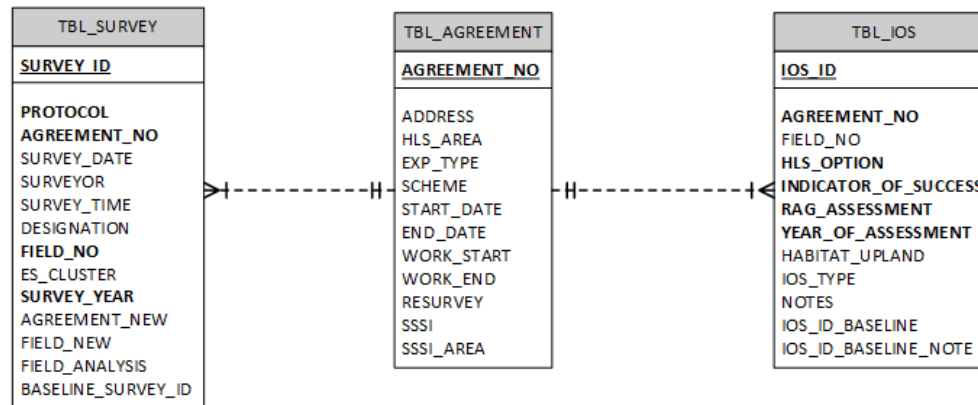 TBL_SURVEY
SURVEY_ID
PROTOCOL
AGREEMENT_NO
SURVEY_DATE
SURVEYOR
SURVEY_TIME
DESIGNATION
FIELD_NO
ES_CLUSTER
SURVEY_YEAR
AGREEMENT_NEW
FIELD_NEW
FIELD_ANALYSIS
BASELINE_SURVEY_ID
TBL_AGREEMENT
AGREEMENT_NO
ADDRESS
HLS_AREA
EXP_TYPE
SCHEME
START_DATE
END_DATE
WORK_START
WORK_END
RESURVEY
SSSI
SSSI_AREA
TBL_IOS
IOS_ID
AGREEMENT_NO
FIELD_NO
HLS_OPTION
INDICATOR_OF_SUCCESS
RAG_ASSESSMENT
YEAR_OF_ASSESSMENT
HABITAT_UPLAND
IOS_TYPE
NOTES
IOS_ID_BASELINE
IOS_ID_BASELINE_NOTE